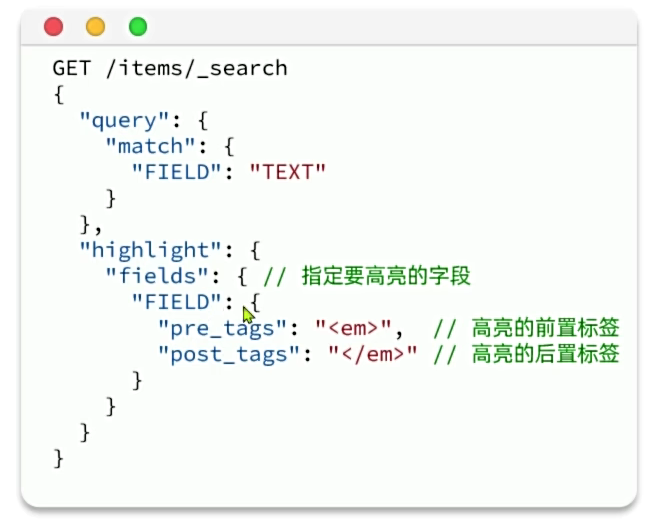 GET /items/_search
{
  "query": {
    "match": {
      "FIELD": "TEXT"
    }
  },
  "highlight": {
    "fields": { // 指定要高亮的字段
      "FIELD": {
        "pre_tags": "<em>",  // 高亮的前置标签
        "post_tags": "</em>" // 高亮的后置标签
      }
    }
  }
}